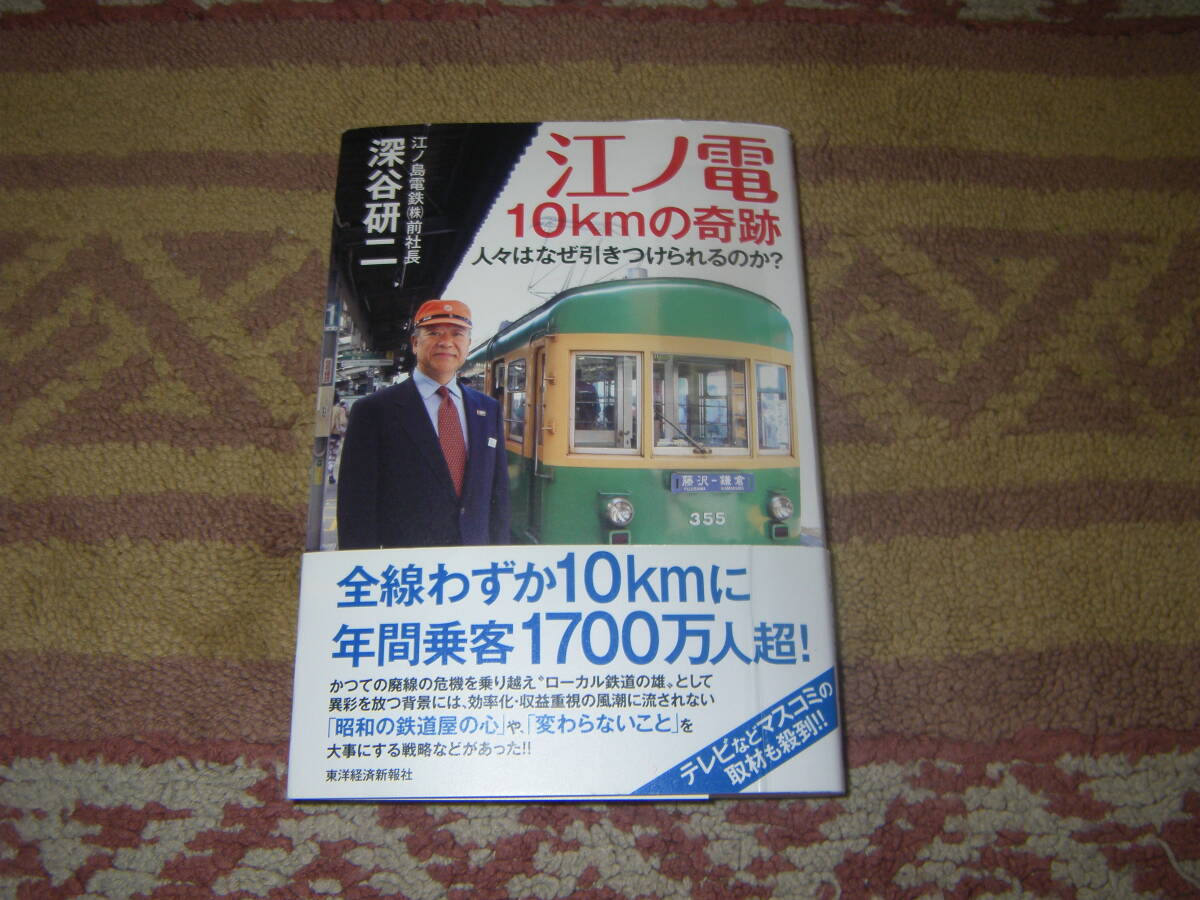 江ノ電
10kmの奇跡
人々はなぜ引きつけられるのか?
江ノ島電鉄㈱前社長
深谷研二
1
藤沢-鎌倉
FUJISAWA KAMAKURA
355
全線わずか10kmに
年間乗客1700万人超!
かつての廃線の危機を乗り越え〝ローカル鉄道の雄〟として
異彩を放つ背景には、効率化・収益重視の風潮に流されない
「昭和の鉄道屋の心」や、「変わらないこと」を
大事にする戦略などがあった!!
東洋経済新報社
テレビなどマスコミの
取材も殺到!!